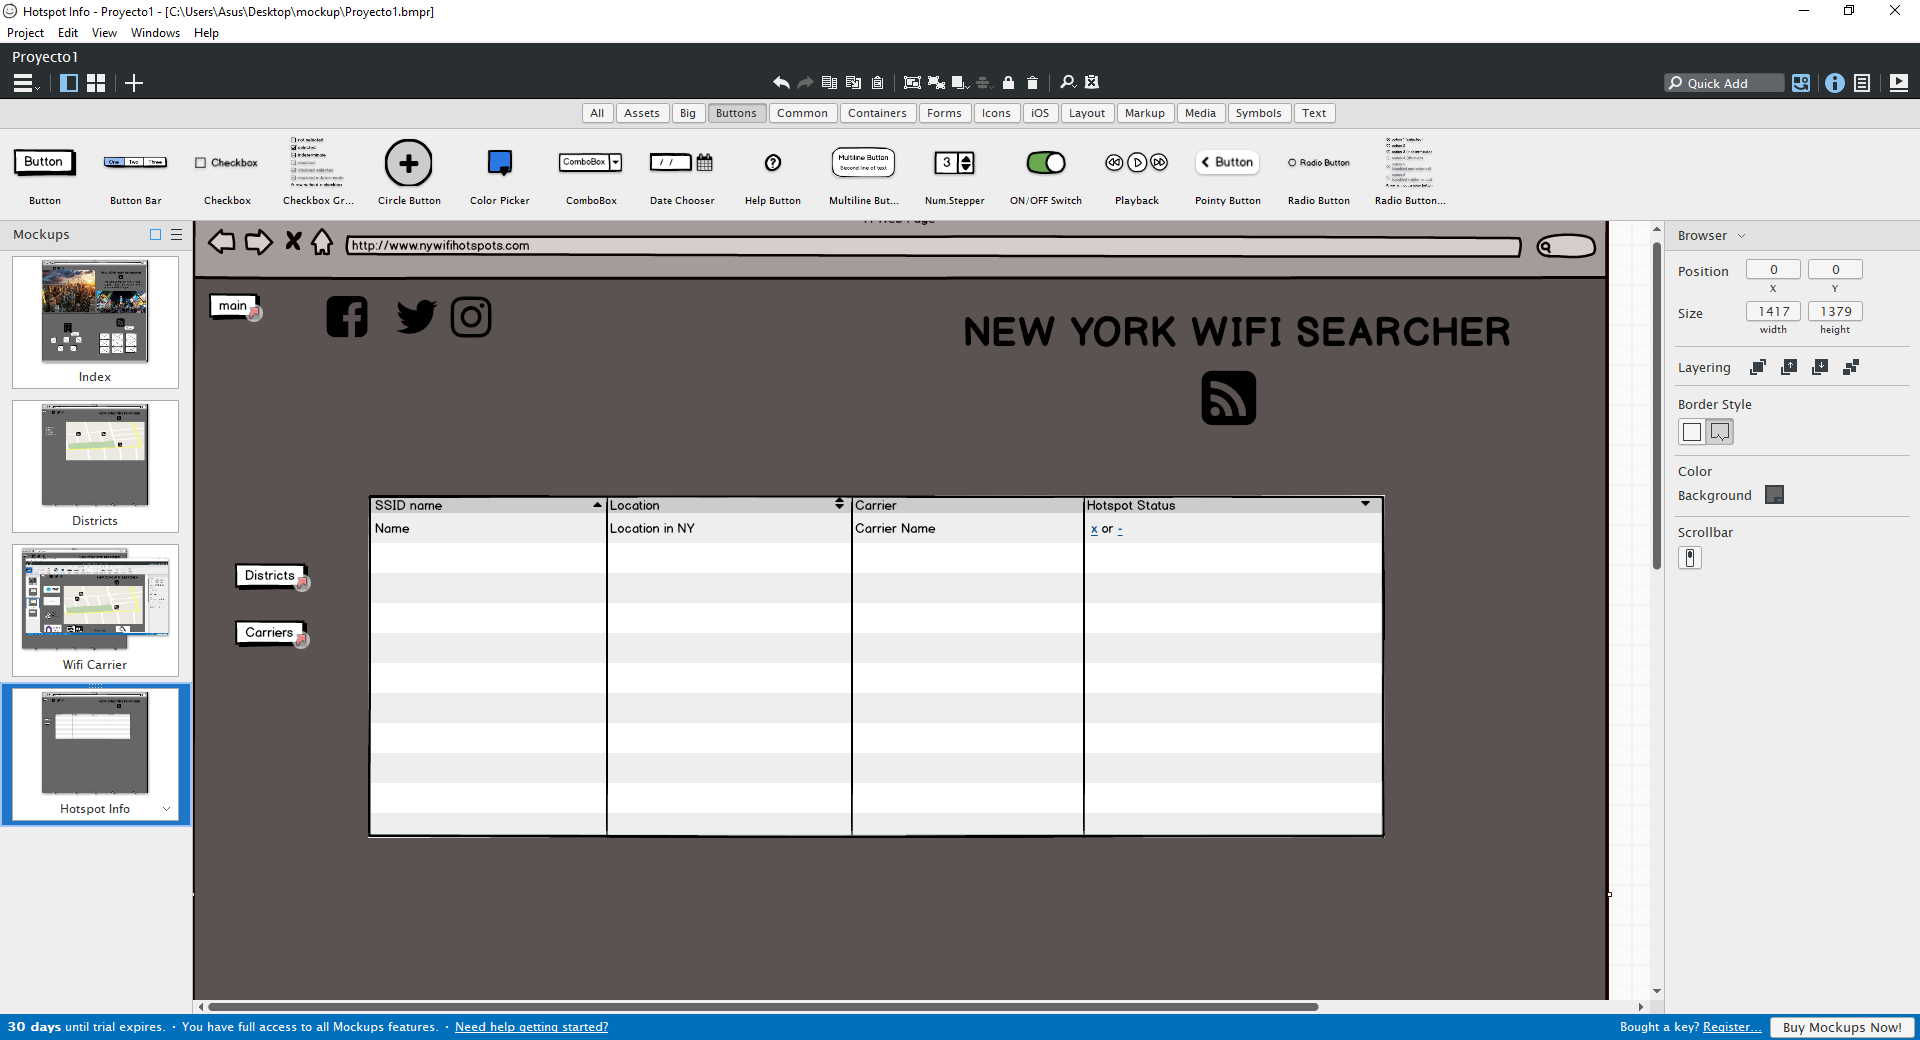 Hotspot Info - Proyecto1 - [C:\Users\Asus\Desktop\mockup\Proyecto1.bmpr]
Project Edit View Windows Help
Proyecto1
Quick Add
All Assets Big Buttons Common Containers Forms Icons iOS Layout Markup Media Symbols Text
Button One Two Three Checkbox ComboBox / / ? Multiline Button 3 Button Radio Button
Second line of text
Button Button Bar Checkbox Checkbox Gr... Circle Button Color Picker ComboBox Date Chooser Help Button Multiline But... Num.Stepper ON/OFF Switch Playback Pointy Button Radio Button Radio Button...
Mockups
Index
Districts
Wifi Carrier
Hotspot Info
http://www.nywifihotspots.com
main
NEW YORK WIFI SEARCHER
SSID name Location Carrier Hotspot Status
Name Location in NY Carrier Name x or -
Districts
Carriers
Browser
Position 0 0
X Y
Size 1417 1379
width height
Layering
Border Style
Color
Background
Scrollbar
30 days until trial expires. · You have full access to all Mockups features. · Need help getting started? Bought a key? Register... Buy Mockups Now!